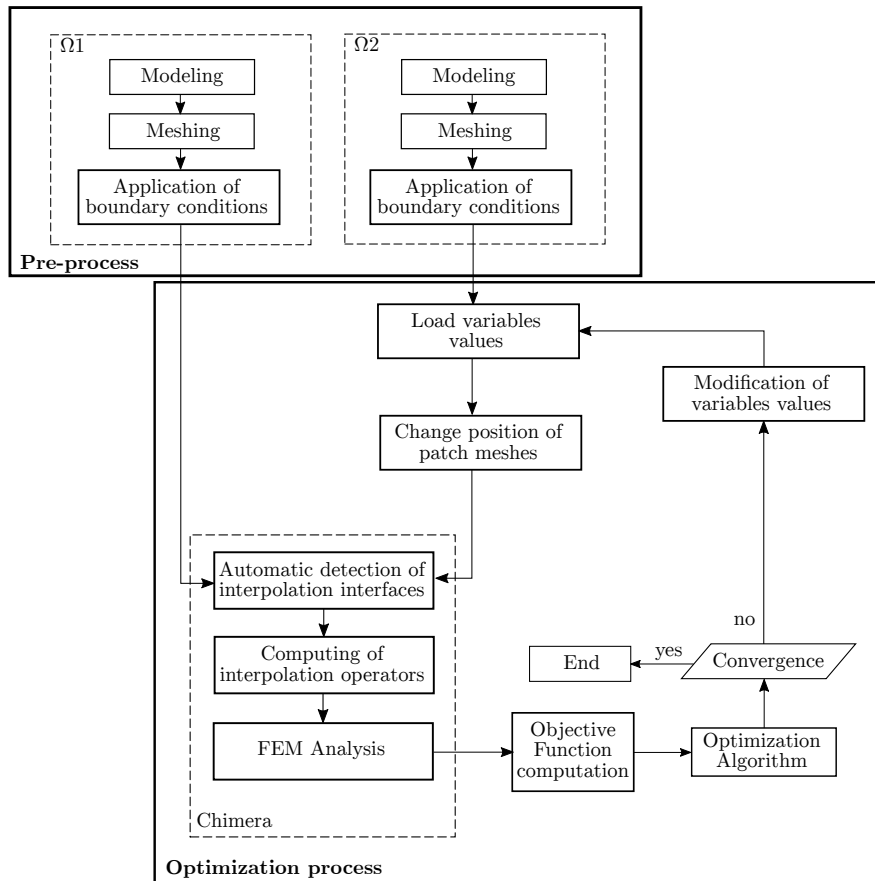 Ω1
Modeling
Meshing
Application of
boundary conditions
Ω2
Modeling
Meshing
Application of
boundary conditions
Pre-process
Load variables
values
Modification of
variables values
Change position of
patch meshes
Automatic detection of
interpolation interfaces
Computing of
interpolation operators
FEM Analysis
Chimera
Objective
Function
computation
Optimization
Algorithm
Convergence
no
yes
End
Optimization process